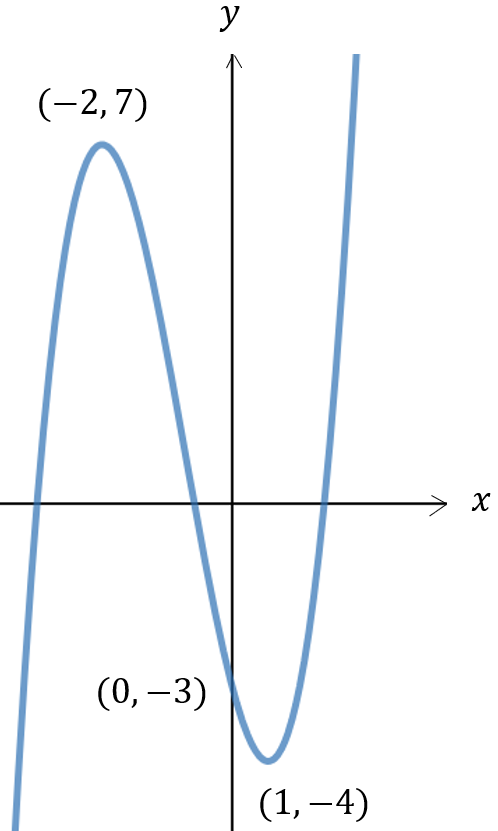 y
(−2, 7)
x
(0, −3)
(1, −4)